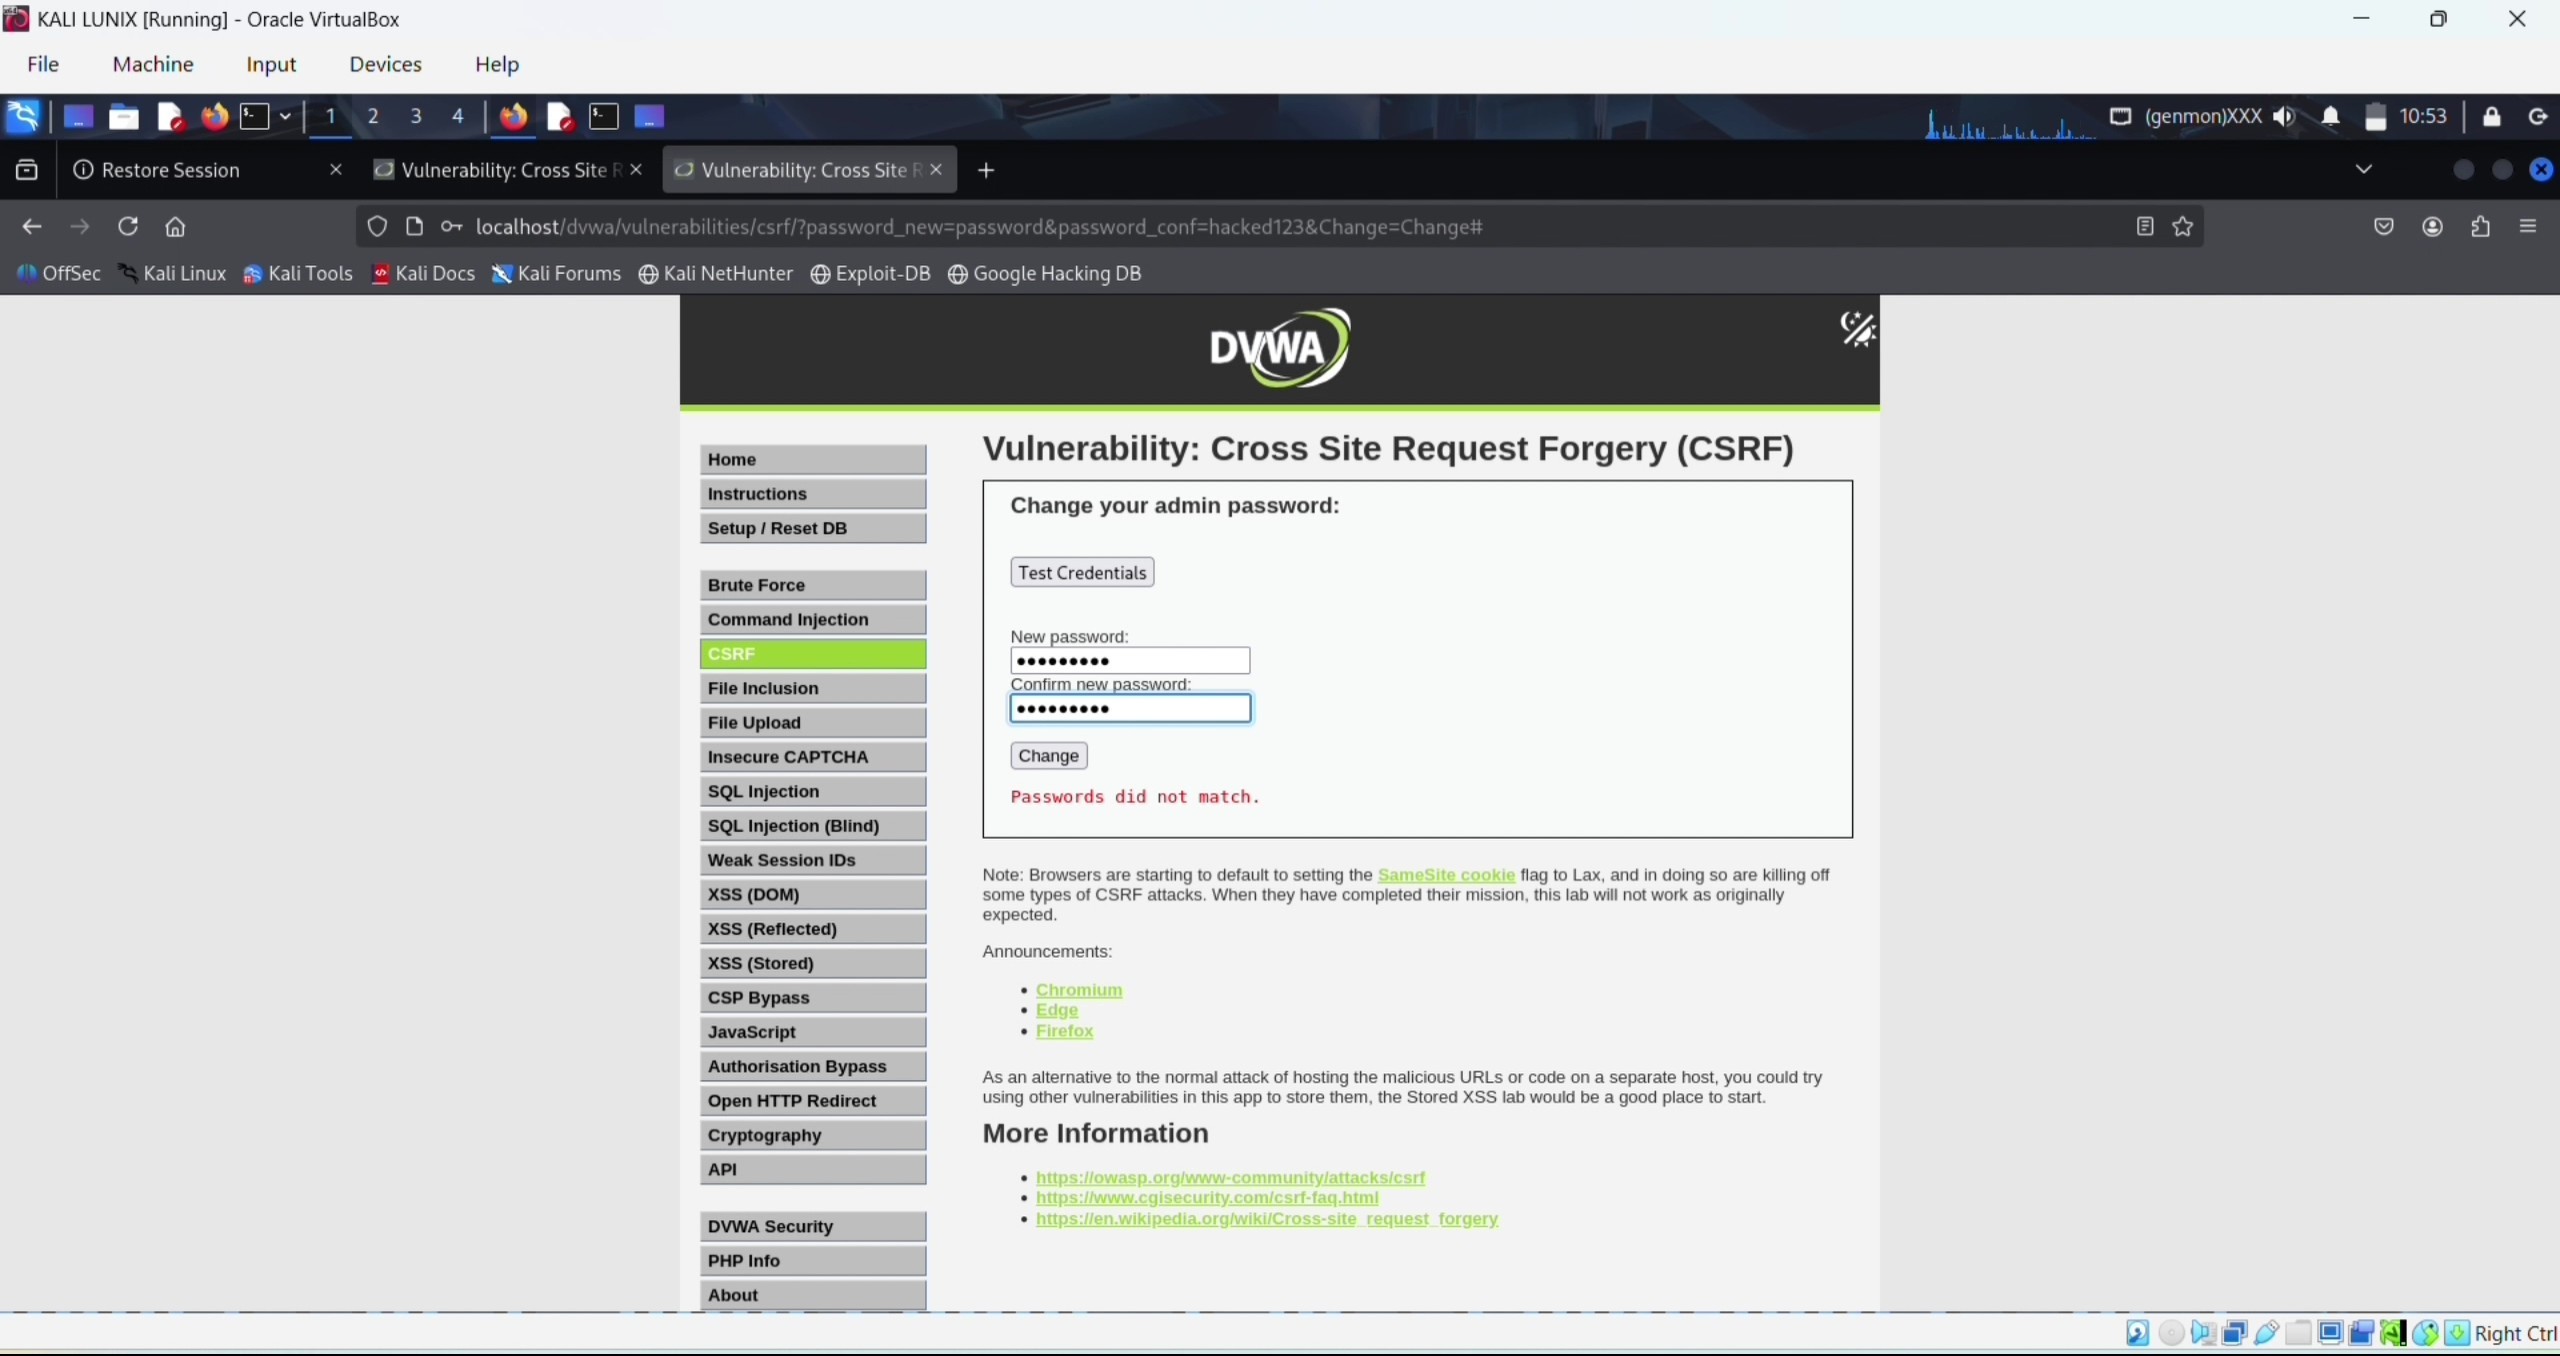 KALI LUNIX [Running] - Oracle VirtualBox
File Machine Input Devices Help
1 2 3 4 (genmon)XXX 10:53
Restore Session Vulnerability: Cross Site R Vulnerability: Cross Site R
localhost/dvwa/vulnerabilities/csrf/?password_new=password&password_conf=hacked123&Change=Change#
OffSec Kali Linux Kali Tools Kali Docs Kali Forums Kali NetHunter Exploit-DB Google Hacking DB
DVWA
Home
Instructions
Setup / Reset DB
Brute Force
Command Injection
CSRF
File Inclusion
File Upload
Insecure CAPTCHA
SQL Injection
SQL Injection (Blind)
Weak Session IDs
XSS (DOM)
XSS (Reflected)
XSS (Stored)
CSP Bypass
JavaScript
Authorisation Bypass
Open HTTP Redirect
Cryptography
API
DVWA Security
PHP Info
About
Vulnerability: Cross Site Request Forgery (CSRF)
Change your admin password:
Test Credentials
New password:
•••••••••
Confirm new password:
•••••••••
Change
Passwords did not match.
Note: Browsers are starting to default to setting the SameSite cookie flag to Lax, and in doing so are killing off
some types of CSRF attacks. When they have completed their mission, this lab will not work as originally
expected.
Announcements:
• Chromium
• Edge
• Firefox
As an alternative to the normal attack of hosting the malicious URLs or code on a separate host, you could try
using other vulnerabilities in this app to store them, the Stored XSS lab would be a good place to start.
More Information
• https://owasp.org/www-community/attacks/csrf
• https://www.cgisecurity.com/csrf-faq.html
• https://en.wikipedia.org/wiki/Cross-site_request_forgery
Right Ctrl